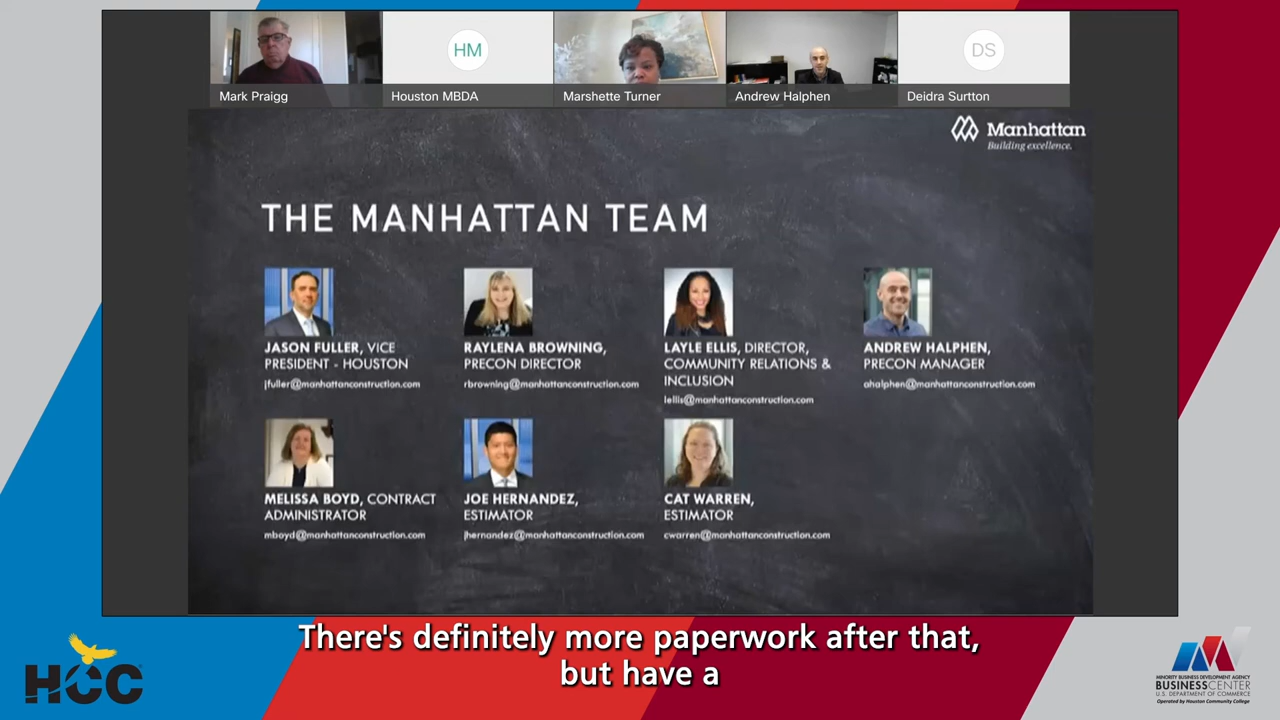 HM
DS
Mark Praigg
Houston MBDA
Marshette Turner
Andrew Halphen
Deidra Surtton
Manhattan
Building excellence.
THE MANHATTAN TEAM
JASON FULLER, VICE
PRESIDENT - HOUSTON
jfuller@manhattanconstruction.com
RAYLENA BROWNING,
PRECON DIRECTOR
rbrowning@manhattanconstruction.com
LAYLE ELLIS, DIRECTOR,
COMMUNITY RELATIONS &
INCLUSION
lellis@manhattanconstruction.com
ANDREW HALPHEN,
PRECON MANAGER
ahalphen@manhattanconstruction.com
MELISSA BOYD, CONTRACT
ADMINISTRATOR
mboyd@manhattanconstruction.com
JOE HERNANDEZ,
ESTIMATOR
jhernandez@manhattanconstruction.com
CAT WARREN,
ESTIMATOR
cwarren@manhattanconstruction.com
There's definitely more paperwork after that,
but have a
HCC
MINORITY BUSINESS DEVELOPMENT AGENCY
BUSINESSCENTER
U.S. DEPARTMENT OF COMMERCE
Operated by Houston Community College